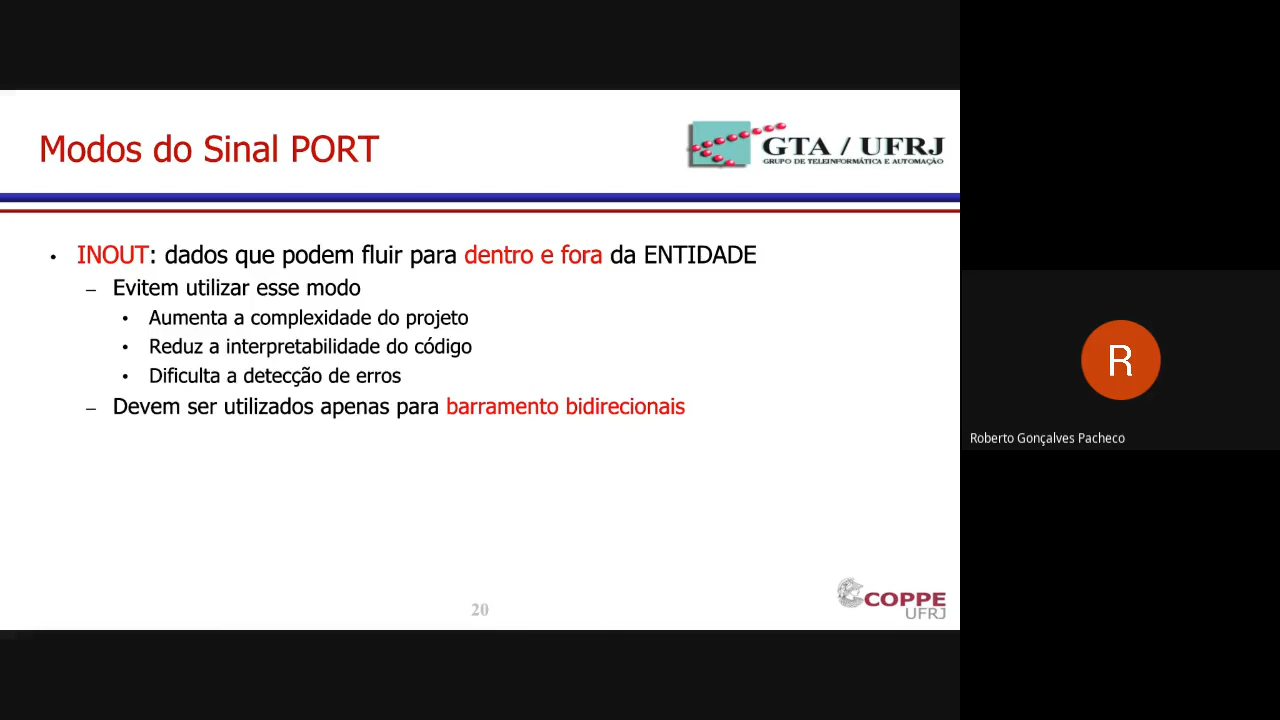 Modos do Sinal PORT
GTA / UFRJ
GRUPO DE TELEINFORMÁTICA E AUTOMAÇÃO
• INOUT: dados que podem fluir para dentro e fora da ENTIDADE
– Evitem utilizar esse modo
• Aumenta a complexidade do projeto
• Reduz a interpretabilidade do código
• Dificulta a detecção de erros
– Devem ser utilizados apenas para barramento bidirecionais
R
Roberto Gonçalves Pacheco
20
COPPE
UFRJ